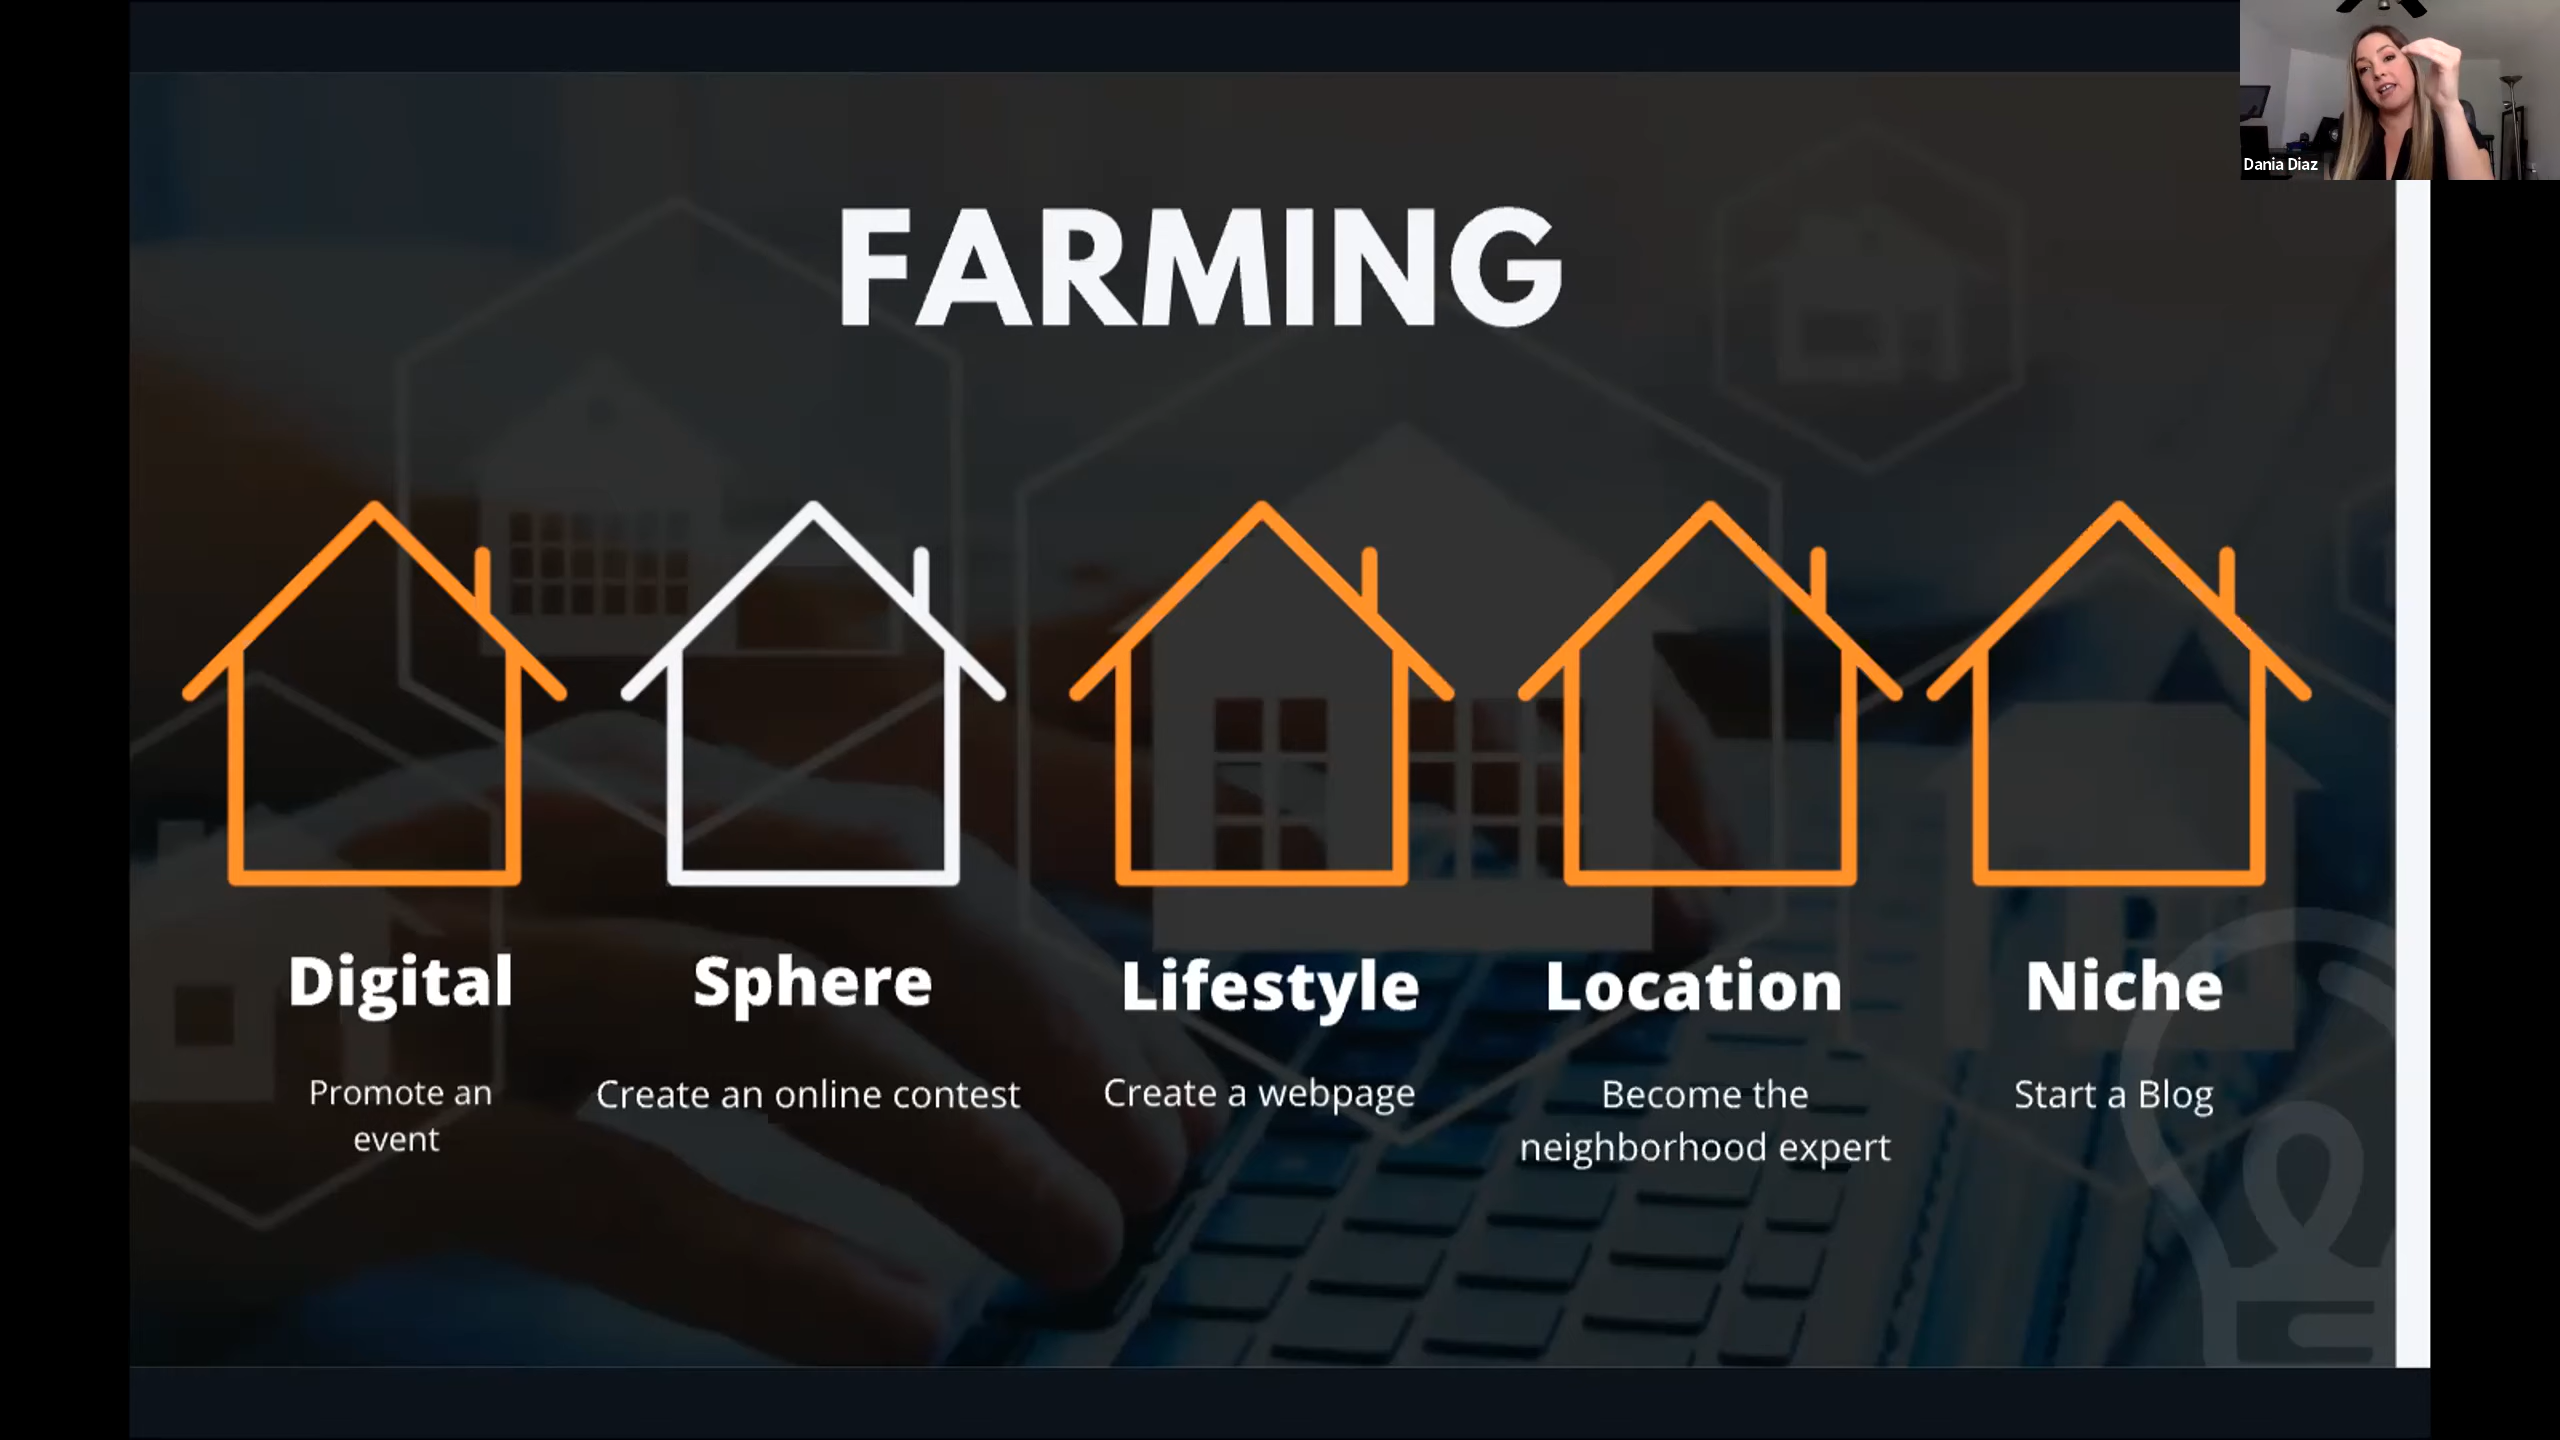 Dania Diaz
FARMING
Digital
Promote an
event
Sphere
Create an online contest
Lifestyle
Create a webpage
Location
Become the
neighborhood expert
Niche
Start a Blog